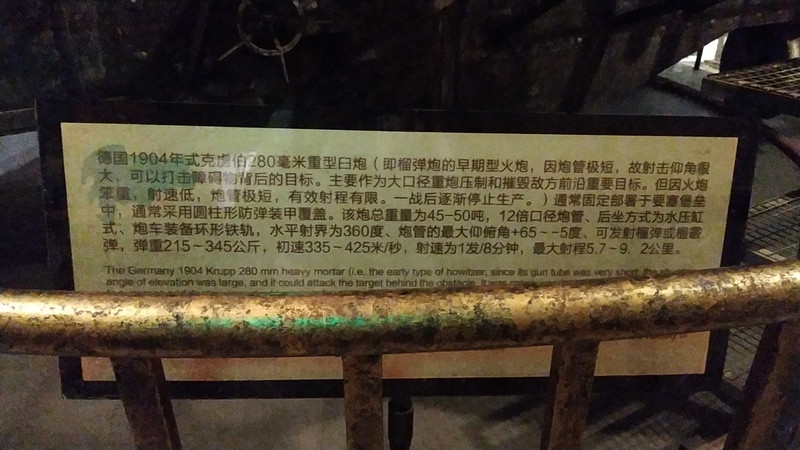 德国1904年式克虏伯280毫米重型臼炮（即榴弹炮的早期型火炮，因炮管极短，故射击仰角很
大，可以打击障碍物背后的目标。主要作为大口径重炮压制和摧毁敌方前沿重要目标。但因火炮
笨重，射速低，炮管极短，有效射程有限。一战后逐渐停止生产。）通常固定部署于要塞堡垒
中，通常采用圆柱形防弹装甲覆盖。该炮总重量为45-50吨，12倍口径炮管、后坐方式为水压缸
式、炮车装备环形铁轨，水平射界为360度、炮管的最大仰俯角+65～-5度、可发射榴弹或榴霰
弹，弹重215～345公斤，初速335～425米/秒，射速为1发/8分钟，最大射程5.7～9. 2公里。
The Germany 1904 Krupp 280 mm heavy mortar (i.e. the early type of howitzer, since its gun tube was very short, the
angle of elevation was large, and it could attack the target behind the obstacle. It was